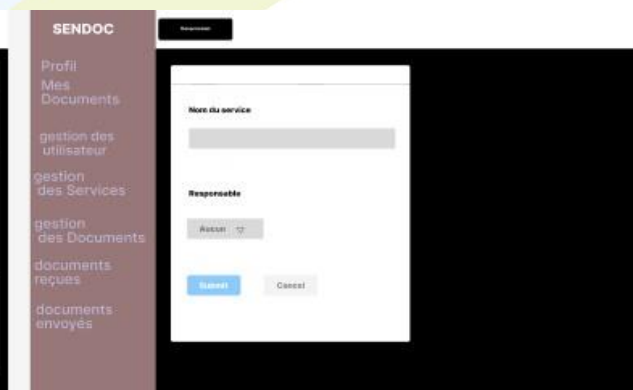 SENDOC
Profil
Mes
Documents
gestion des
utilisateur
gestion
des Services
gestion
des Documents
documents
reçues
documents
envoyés
Nom du service
Responsable
Aucun
Submit
Cancel